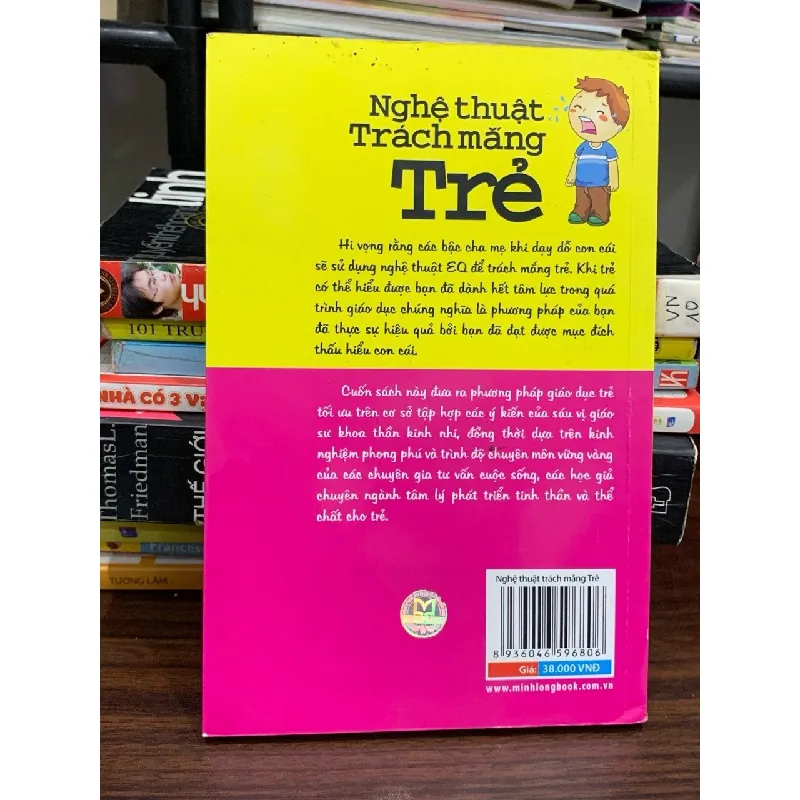 Nghệ thuật
Trách mắng
Trẻ
Hi vọng rằng các bậc cha mẹ khi dạy dỗ con cái
sẽ sử dụng nghệ thuật EQ để trách mắng trẻ. Khi trẻ
có thể hiểu được bạn đã dành hết tâm lực trong quá
trình giáo dục chúng nghĩa là phương pháp của bạn
đã thực sự hiệu quả bởi bạn đã đạt được mục đích
thấu hiểu con cái.
Cuốn sách này đưa ra phương pháp giáo dục trẻ
tối ưu trên cơ sở tập hợp các ý kiến của sáu vị giáo
sư khoa thần kinh nhi, đồng thời dựa trên kinh
nghiệm phong phú và trình độ chuyên môn vững vàng
của các chuyên gia tư vấn cuộc sống, các học giả
chuyên ngành tâm lý phát triển tinh thần và thể
chất cho trẻ.
Nghệ thuật trách mắng Trẻ
8 936046 596806
Giá: 38.000 VNĐ
www.minhlongbook.com.vn
101 TRU
NHÀ CÓ 3 V
Thomas L.
Friedman
THẾ GIỚI
Frances
TƯỜNG LÂM
VN
10